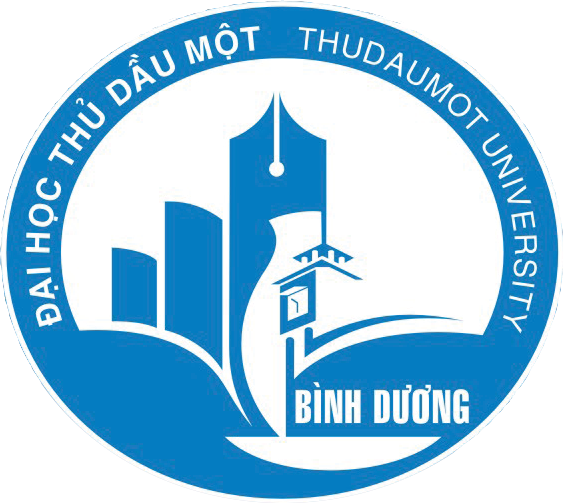 ĐẠI HỌC THỦ DẦU MỘT
THUDAUMOT UNIVERSITY
BÌNH DƯƠNG